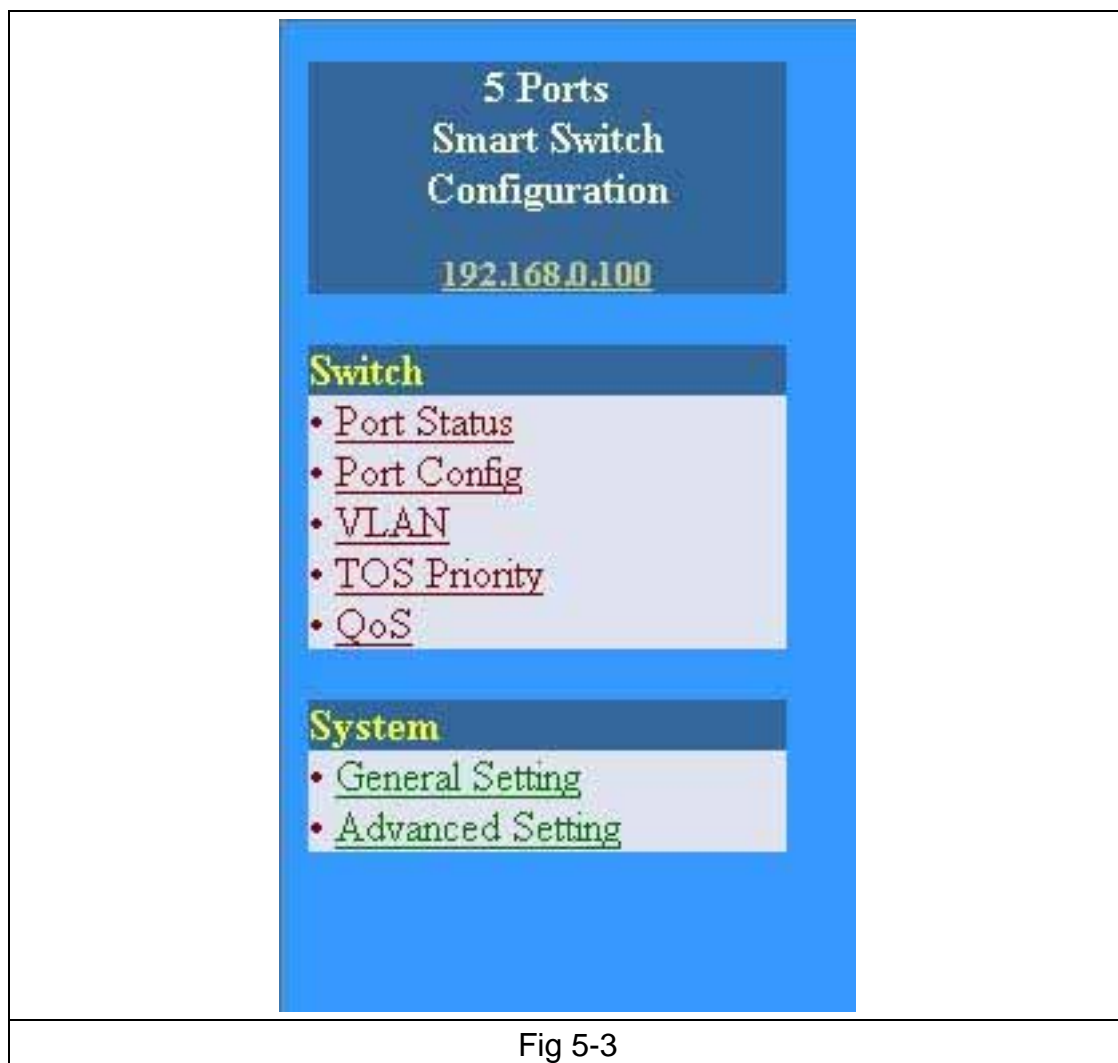 5 Ports
Smart Switch
Configuration
192.168.0.100
Switch
• Port Status
• Port Config
• VLAN
• TOS Priority
• QoS
System
• General Setting
• Advanced Setting
Fig 5-3